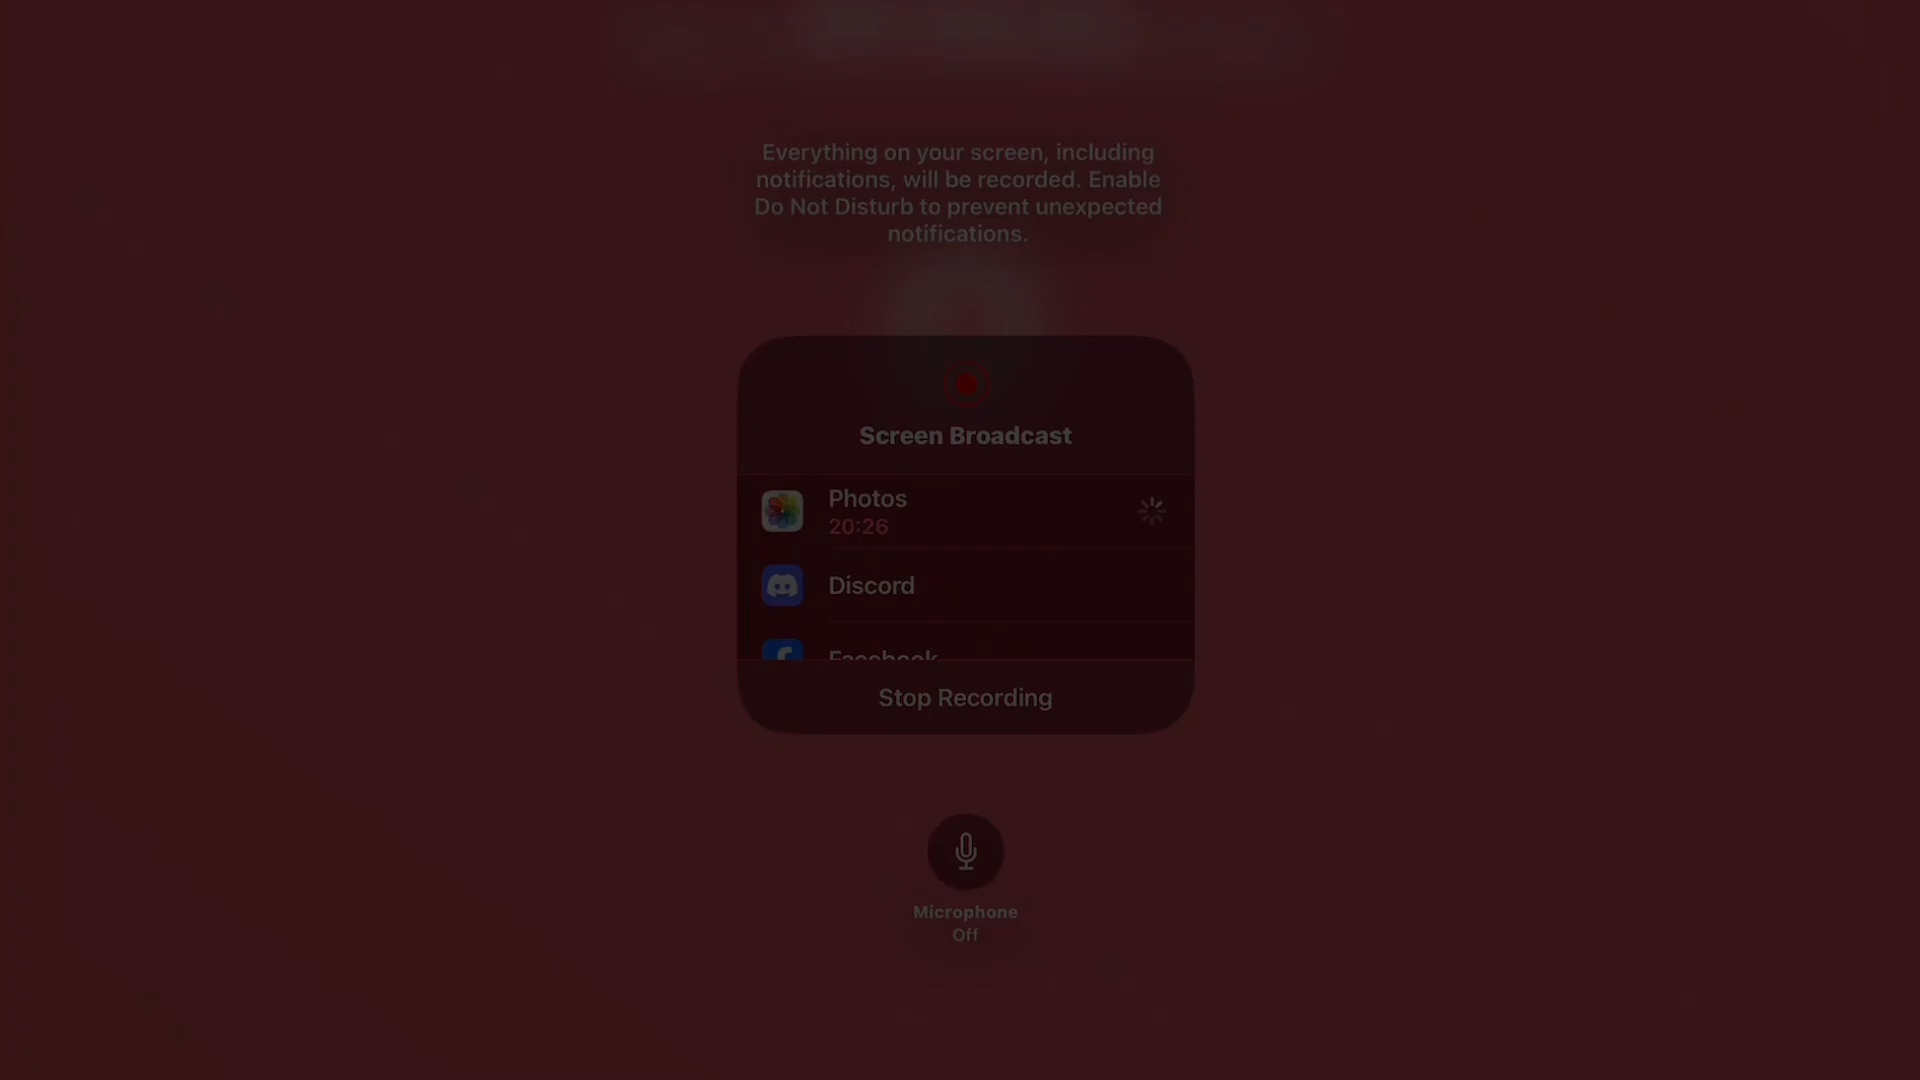 Everything on your screen, including
notifications, will be recorded. Enable
Do Not Disturb to prevent unexpected
notifications.
Screen Broadcast
Photos
20:26
Discord
Facebook
Stop Recording
Microphone
Off